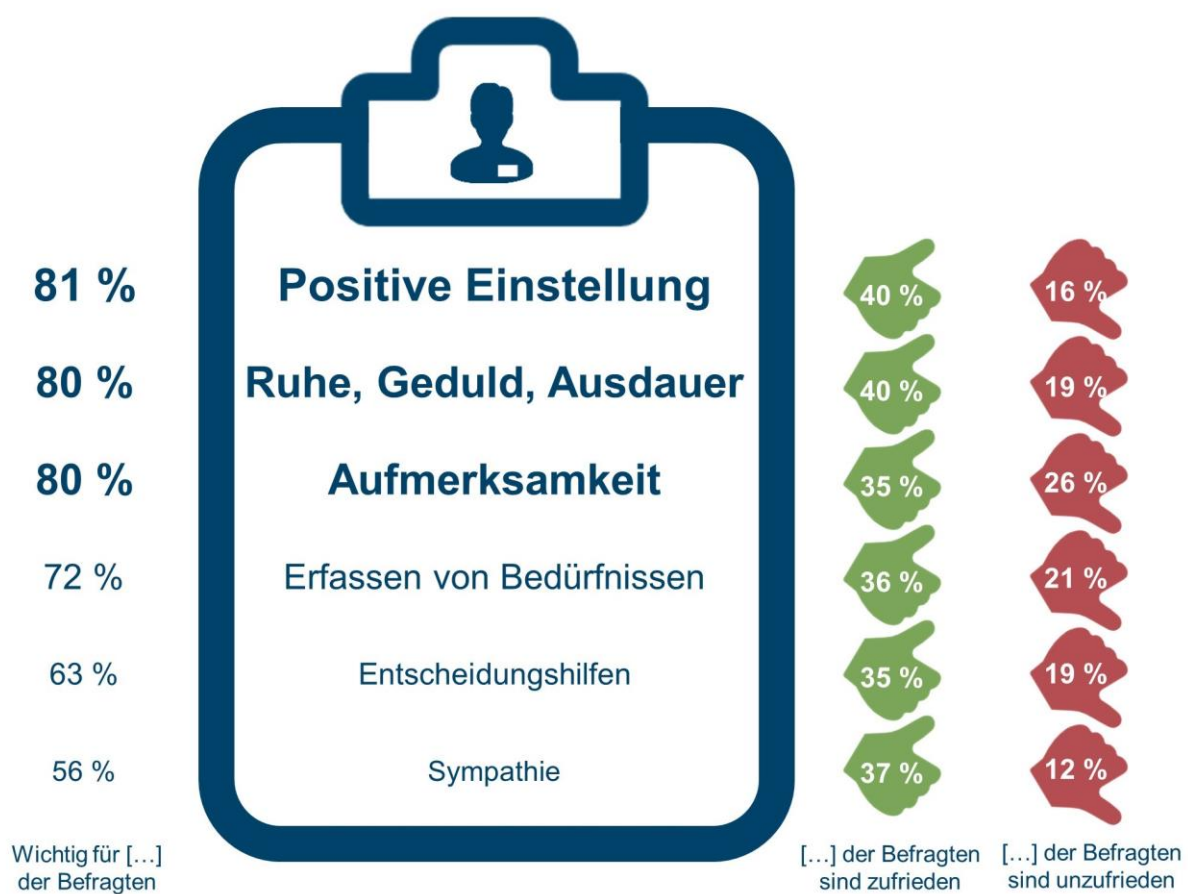 81 % Positive Einstellung 40 % 16 %
80 % Ruhe, Geduld, Ausdauer 40 % 19 %
80 % Aufmerksamkeit 35 % 26 %
72 % Erfassen von Bedürfnissen 36 % 21 %
63 % Entscheidungshilfen 35 % 19 %
56 % Sympathie 37 % 12 %
Wichtig für [...]
der Befragten
[...] der Befragten
sind zufrieden
[...] der Befragten
sind unzufrieden